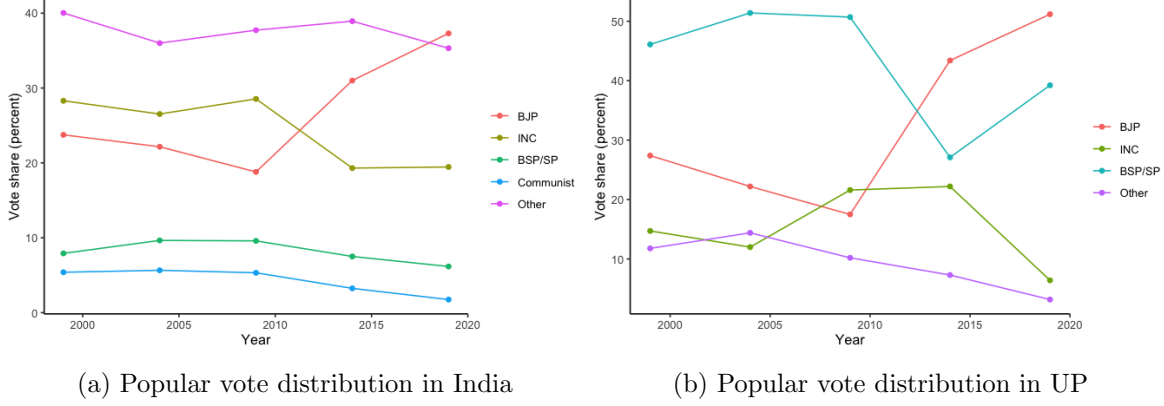 40
30
20
10
0
Vote share (percent)
2000 2005 2010 2015 2020
Year
BJP
INC
BSP/SP
Communist
Other
(a) Popular vote distribution in India
50
40
30
20
10
Vote share (percent)
2000 2005 2010 2015 2020
Year
BJP
INC
BSP/SP
Other
(b) Popular vote distribution in UP